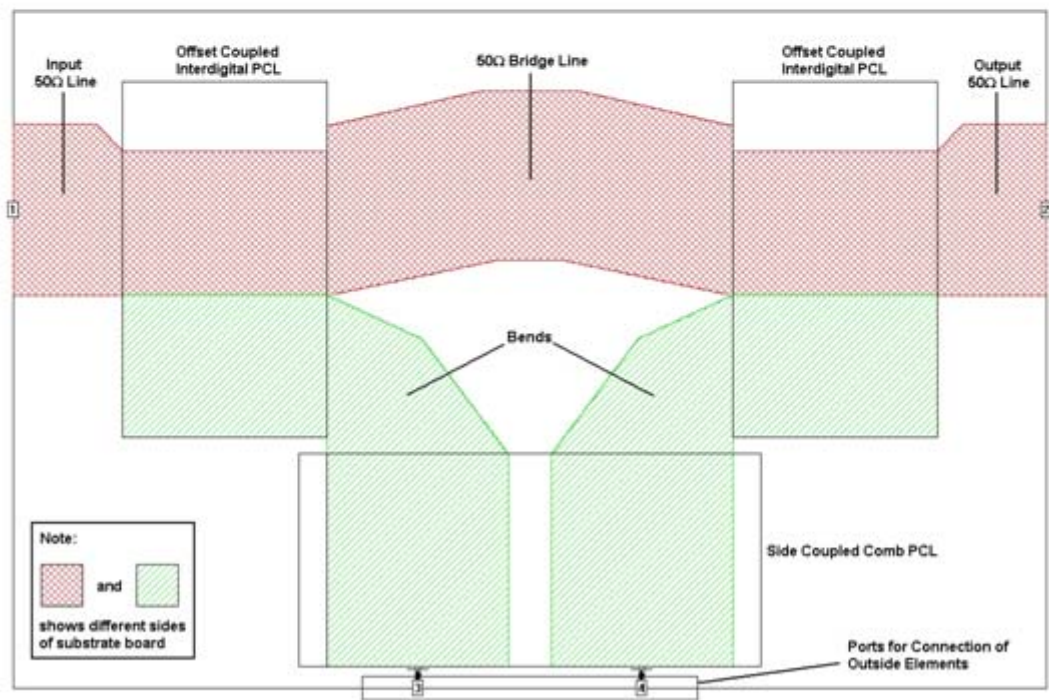 Input
50Ω Line
Offset Coupled
Interdigital PCL
50Ω Bridge Line
Offset Coupled
Interdigital PCL
Output
50Ω Line
1
2
Bends
Side Coupled Comb PCL
Note:
and
shows different sides
of substrate board
Ports for Connection of
Outside Elements
3
4